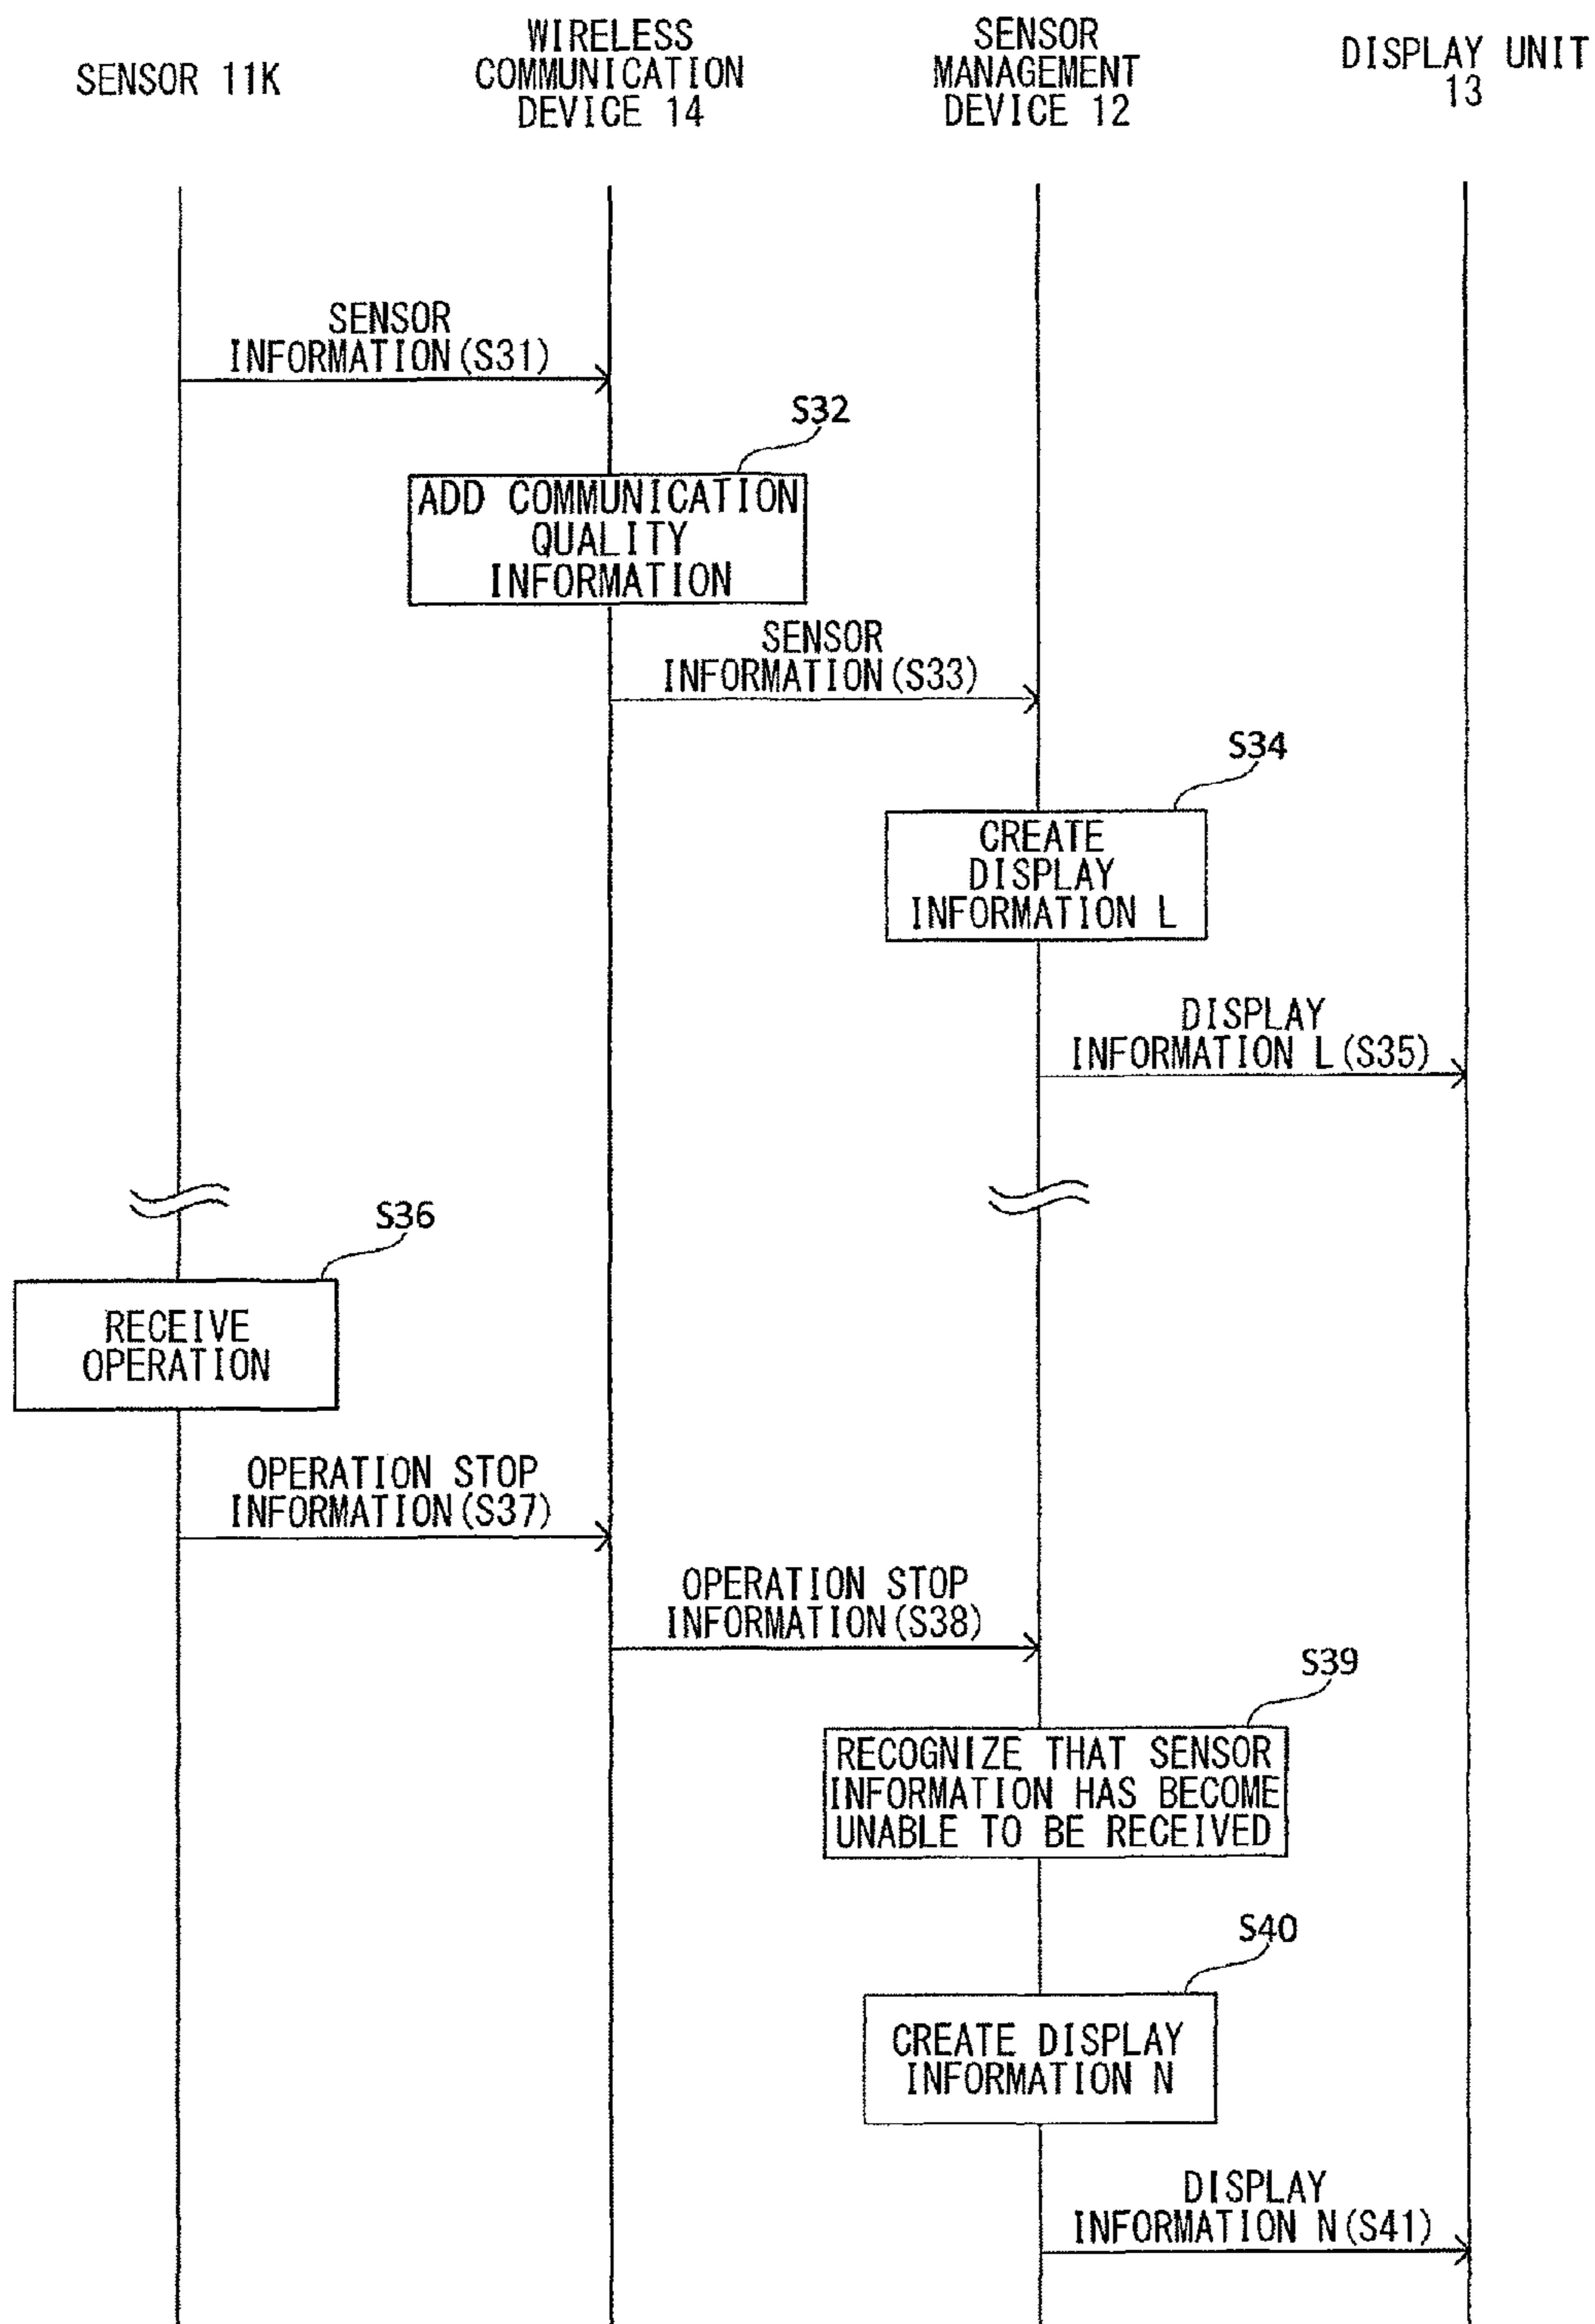 SENSOR 11K
WIRELESS
COMMUNICATION
DEVICE 14
SENSOR
MANAGEMENT
DEVICE 12
DISPLAY UNIT
13
SENSOR
INFORMATION(S31)
S32
ADD COMMUNICATION
QUALITY
INFORMATION
SENSOR
INFORMATION(S33)
S34
CREATE
DISPLAY
INFORMATION L
DISPLAY
INFORMATION L(S35)
S36
RECEIVE
OPERATION
OPERATION STOP
INFORMATION(S37)
OPERATION STOP
INFORMATION(S38)
S39
RECOGNIZE THAT SENSOR
INFORMATION HAS BECOME
UNABLE TO BE RECEIVED
S40
CREATE DISPLAY
INFORMATION N
DISPLAY
INFORMATION N(S41)